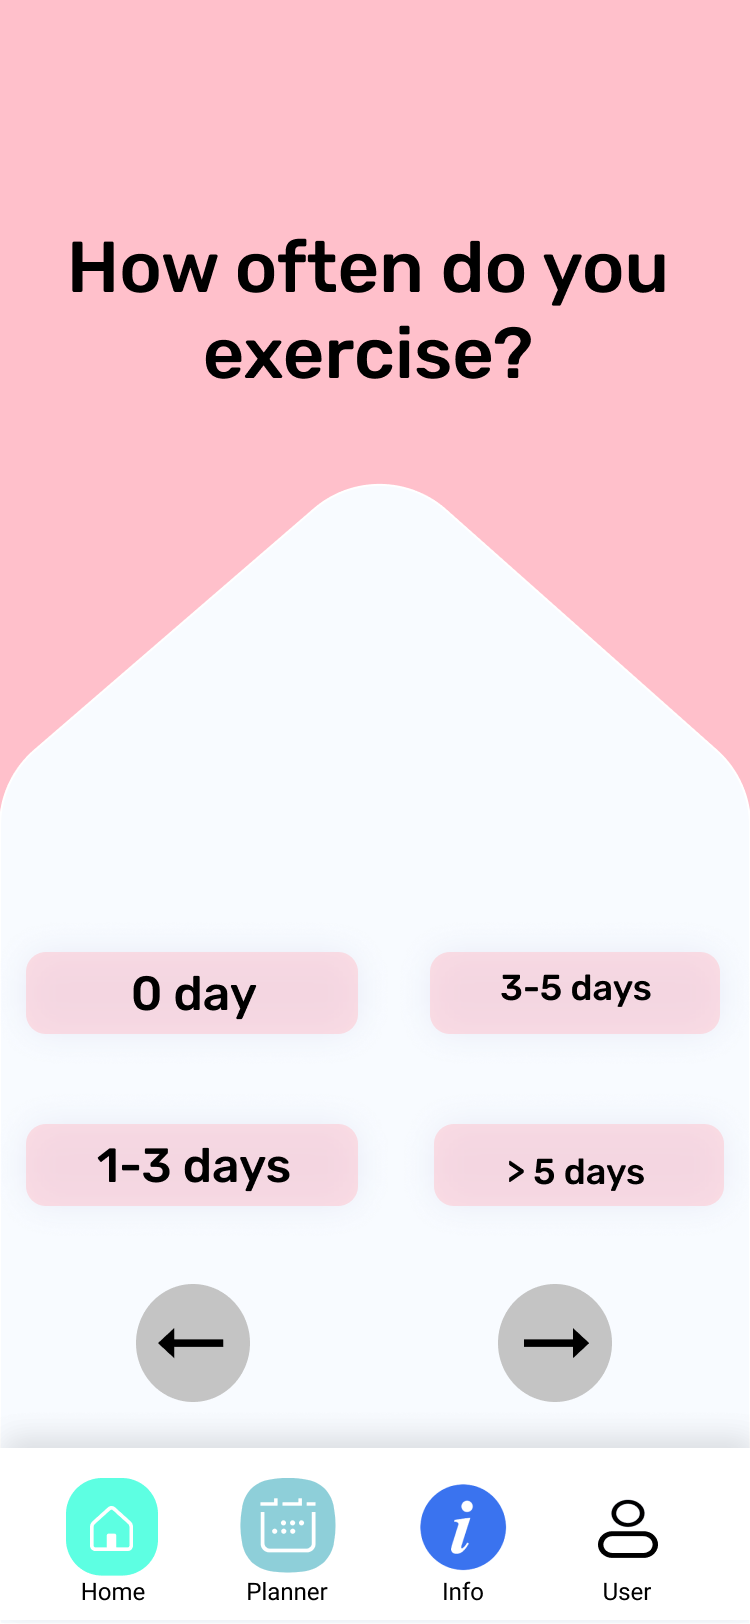 How often do you
exercise?
0 day
3-5 days
1-3 days
> 5 days
Home
Planner
Info
User